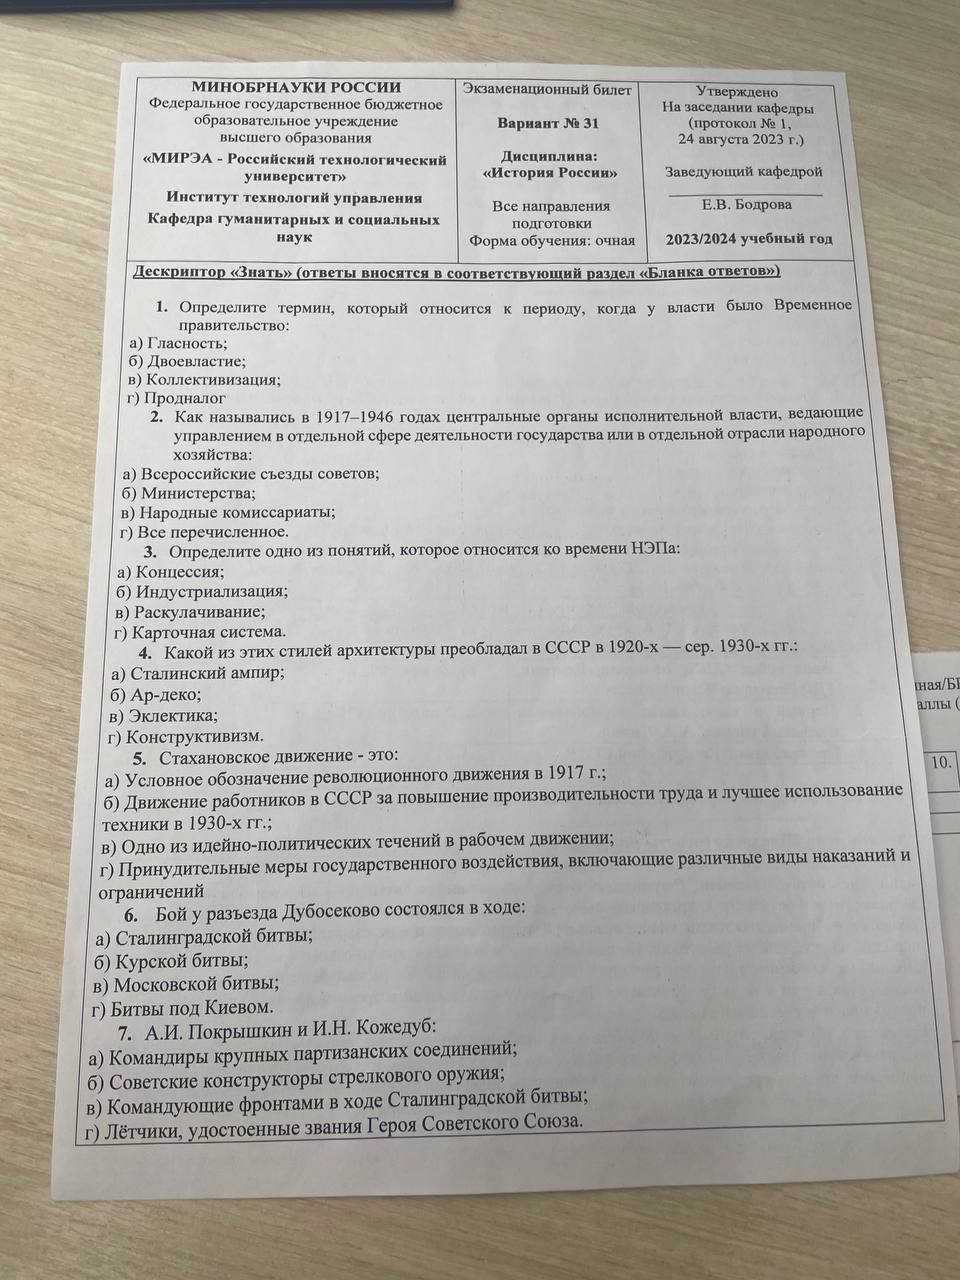 МИНОБРНАУКИ РОССИИ
Федеральное государственное бюджетное
образовательное учреждение
высшего образования
«МИРЭА - Российский технологический
университет»
Институт технологий управления
Кафедра гуманитарных и социальных
наук
Экзаменационный билет
Вариант № 31
Дисциплина:
«История России»
Все направления
подготовки
Форма обучения: очная
Утверждено
На заседании кафедры
(протокол № 1,
24 августа 2023 г.)
Заведующий кафедрой
Е.В. Бодрова
2023/2024 учебный год
Дескриптор «Знать» (ответы вносятся в соответствующий раздел «Бланка ответов»)
1. Определите термин, который относится к периоду, когда у власти было Временное
правительство:
а) Гласность;
б) Двоевластие;
в) Коллективизация;
г) Продналог
2. Как назывались в 1917–1946 годах центральные органы исполнительной власти, ведающие
управлением в отдельной сфере деятельности государства или в отдельной отрасли народного
хозяйства:
а) Всероссийские съезды советов;
б) Министерства;
в) Народные комиссариаты;
г) Все перечисленное.
3. Определите одно из понятий, которое относится ко времени НЭПа:
а) Концессия;
б) Индустриализация;
в) Раскулачивание;
г) Карточная система.
4. Какой из этих стилей архитектуры преобладал в СССР в 1920-х — сер. 1930-х гг.:
а) Сталинский ампир;
б) Ар-деко;
в) Эклектика;
г) Конструктивизм.
5. Стахановское движение - это:
а) Условное обозначение революционного движения в 1917 г.;
б) Движение работников в СССР за повышение производительности труда и лучшее использование
техники в 1930-х гг.;
в) Одно из идейно-политических течений в рабочем движении;
г) Принудительные меры государственного воздействия, включающие различные виды наказаний и
ограничений
6. Бой у разъезда Дубосеково состоялся в ходе:
а) Сталинградской битвы;
б) Курской битвы;
в) Московской битвы;
г) Битвы под Киевом.
7. А.И. Покрышкин и И.Н. Кожедуб:
а) Командиры крупных партизанских соединений;
б) Советские конструкторы стрелкового оружия;
в) Командующие фронтами в ходе Сталинградской битвы;
г) Лётчики, удостоенные звания Героя Советского Союза.
10.